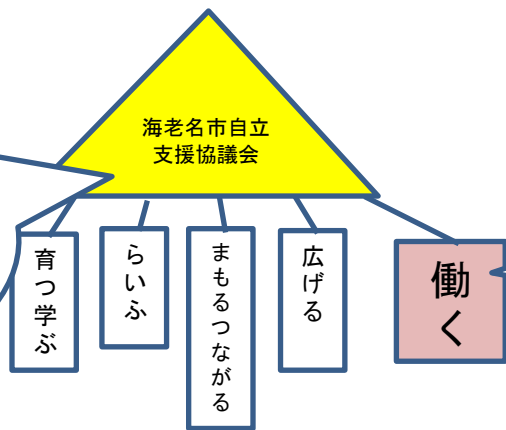 海老名市自立
支援協議会
育つ学ぶ
らいふ
まもるつながる
広げる
働く